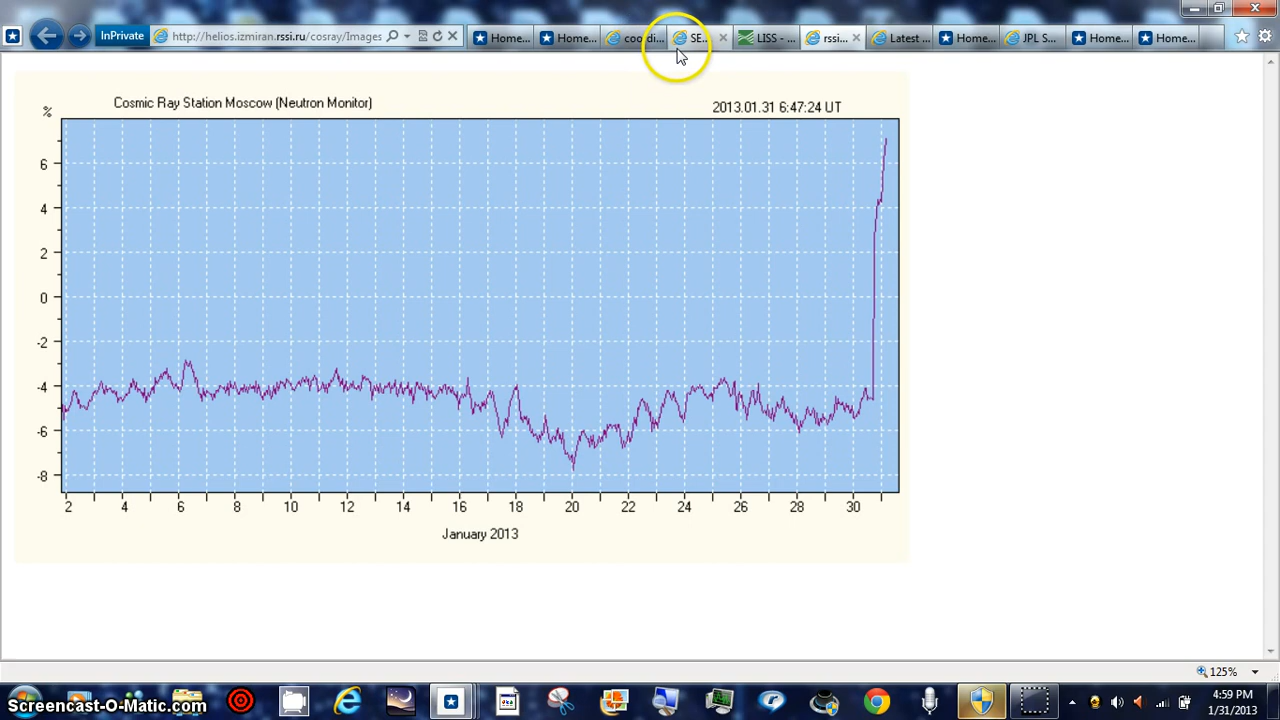 InPrivate
http://helios.izmiran.rssi.ru/cosray/Images
Home...
Home...
coordi...
SE...
LISS - ...
rssi...
Latest ...
Home...
JPL S...
Home...
Home...
%
Cosmic Ray Station Moscow (Neutron Monitor)
2013.01.31 6:47:24 UT
6
4
2
0
-2
-4
-6
-8
2 4 6 8 10 12 14 16 18 20 22 24 26 28 30
January 2013
125%
Screencast-O-Matic.com
4:59 PM
1/31/2013